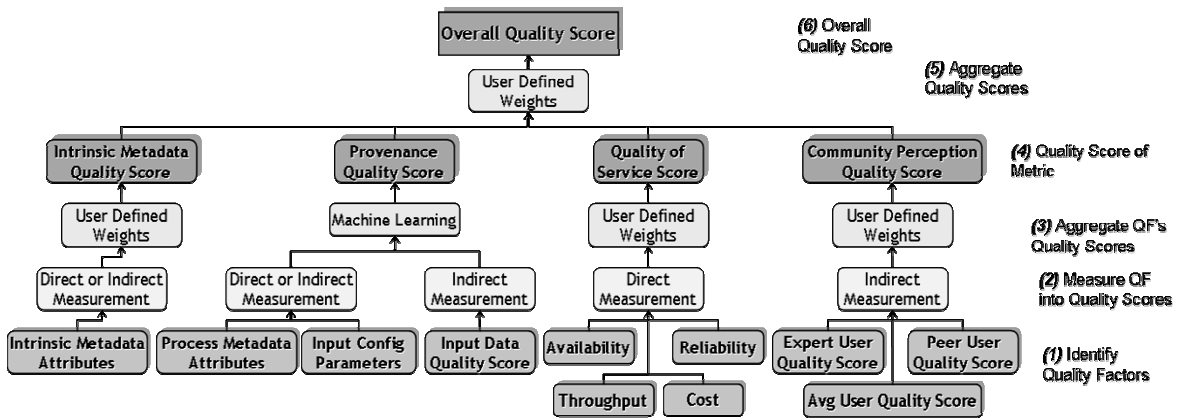 Overall Quality Score
(6) Overall
Quality Score
User Defined
Weights
(5) Aggregate
Quality Scores
Intrinsic Metadata
Quality Score
Provenance
Quality Score
Quality of
Service Score
Community Perception
Quality Score
(4) Quality Score of
Metric
User Defined
Weights
Machine Learning
User Defined
Weights
User Defined
Weights
(3) Aggregate QF's
Quality Scores
Direct or Indirect
Measurement
Direct or Indirect
Measurement
Indirect
Measurement
Direct
Measurement
Indirect
Measurement
(2) Measure QF
into Quality Scores
Intrinsic Metadata
Attributes
Process Metadata
Attributes
Input Config
Parameters
Input Data
Quality Score
Availability
Reliability
Expert User
Quality Score
Peer User
Quality Score
(1) Identify
Quality Factors
Throughput
Cost
Avg User Quality Score